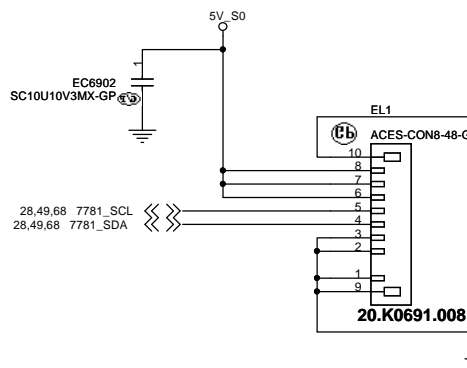 5V_S0
1
EC6902
SC10U10V3MX-GP
EL1
ACES-CON8-48-G
10
8
7
6
28,49,68 7781_SCL
5
28,49,68 7781_SDA
4
3
2
1
9
20.K0691.008